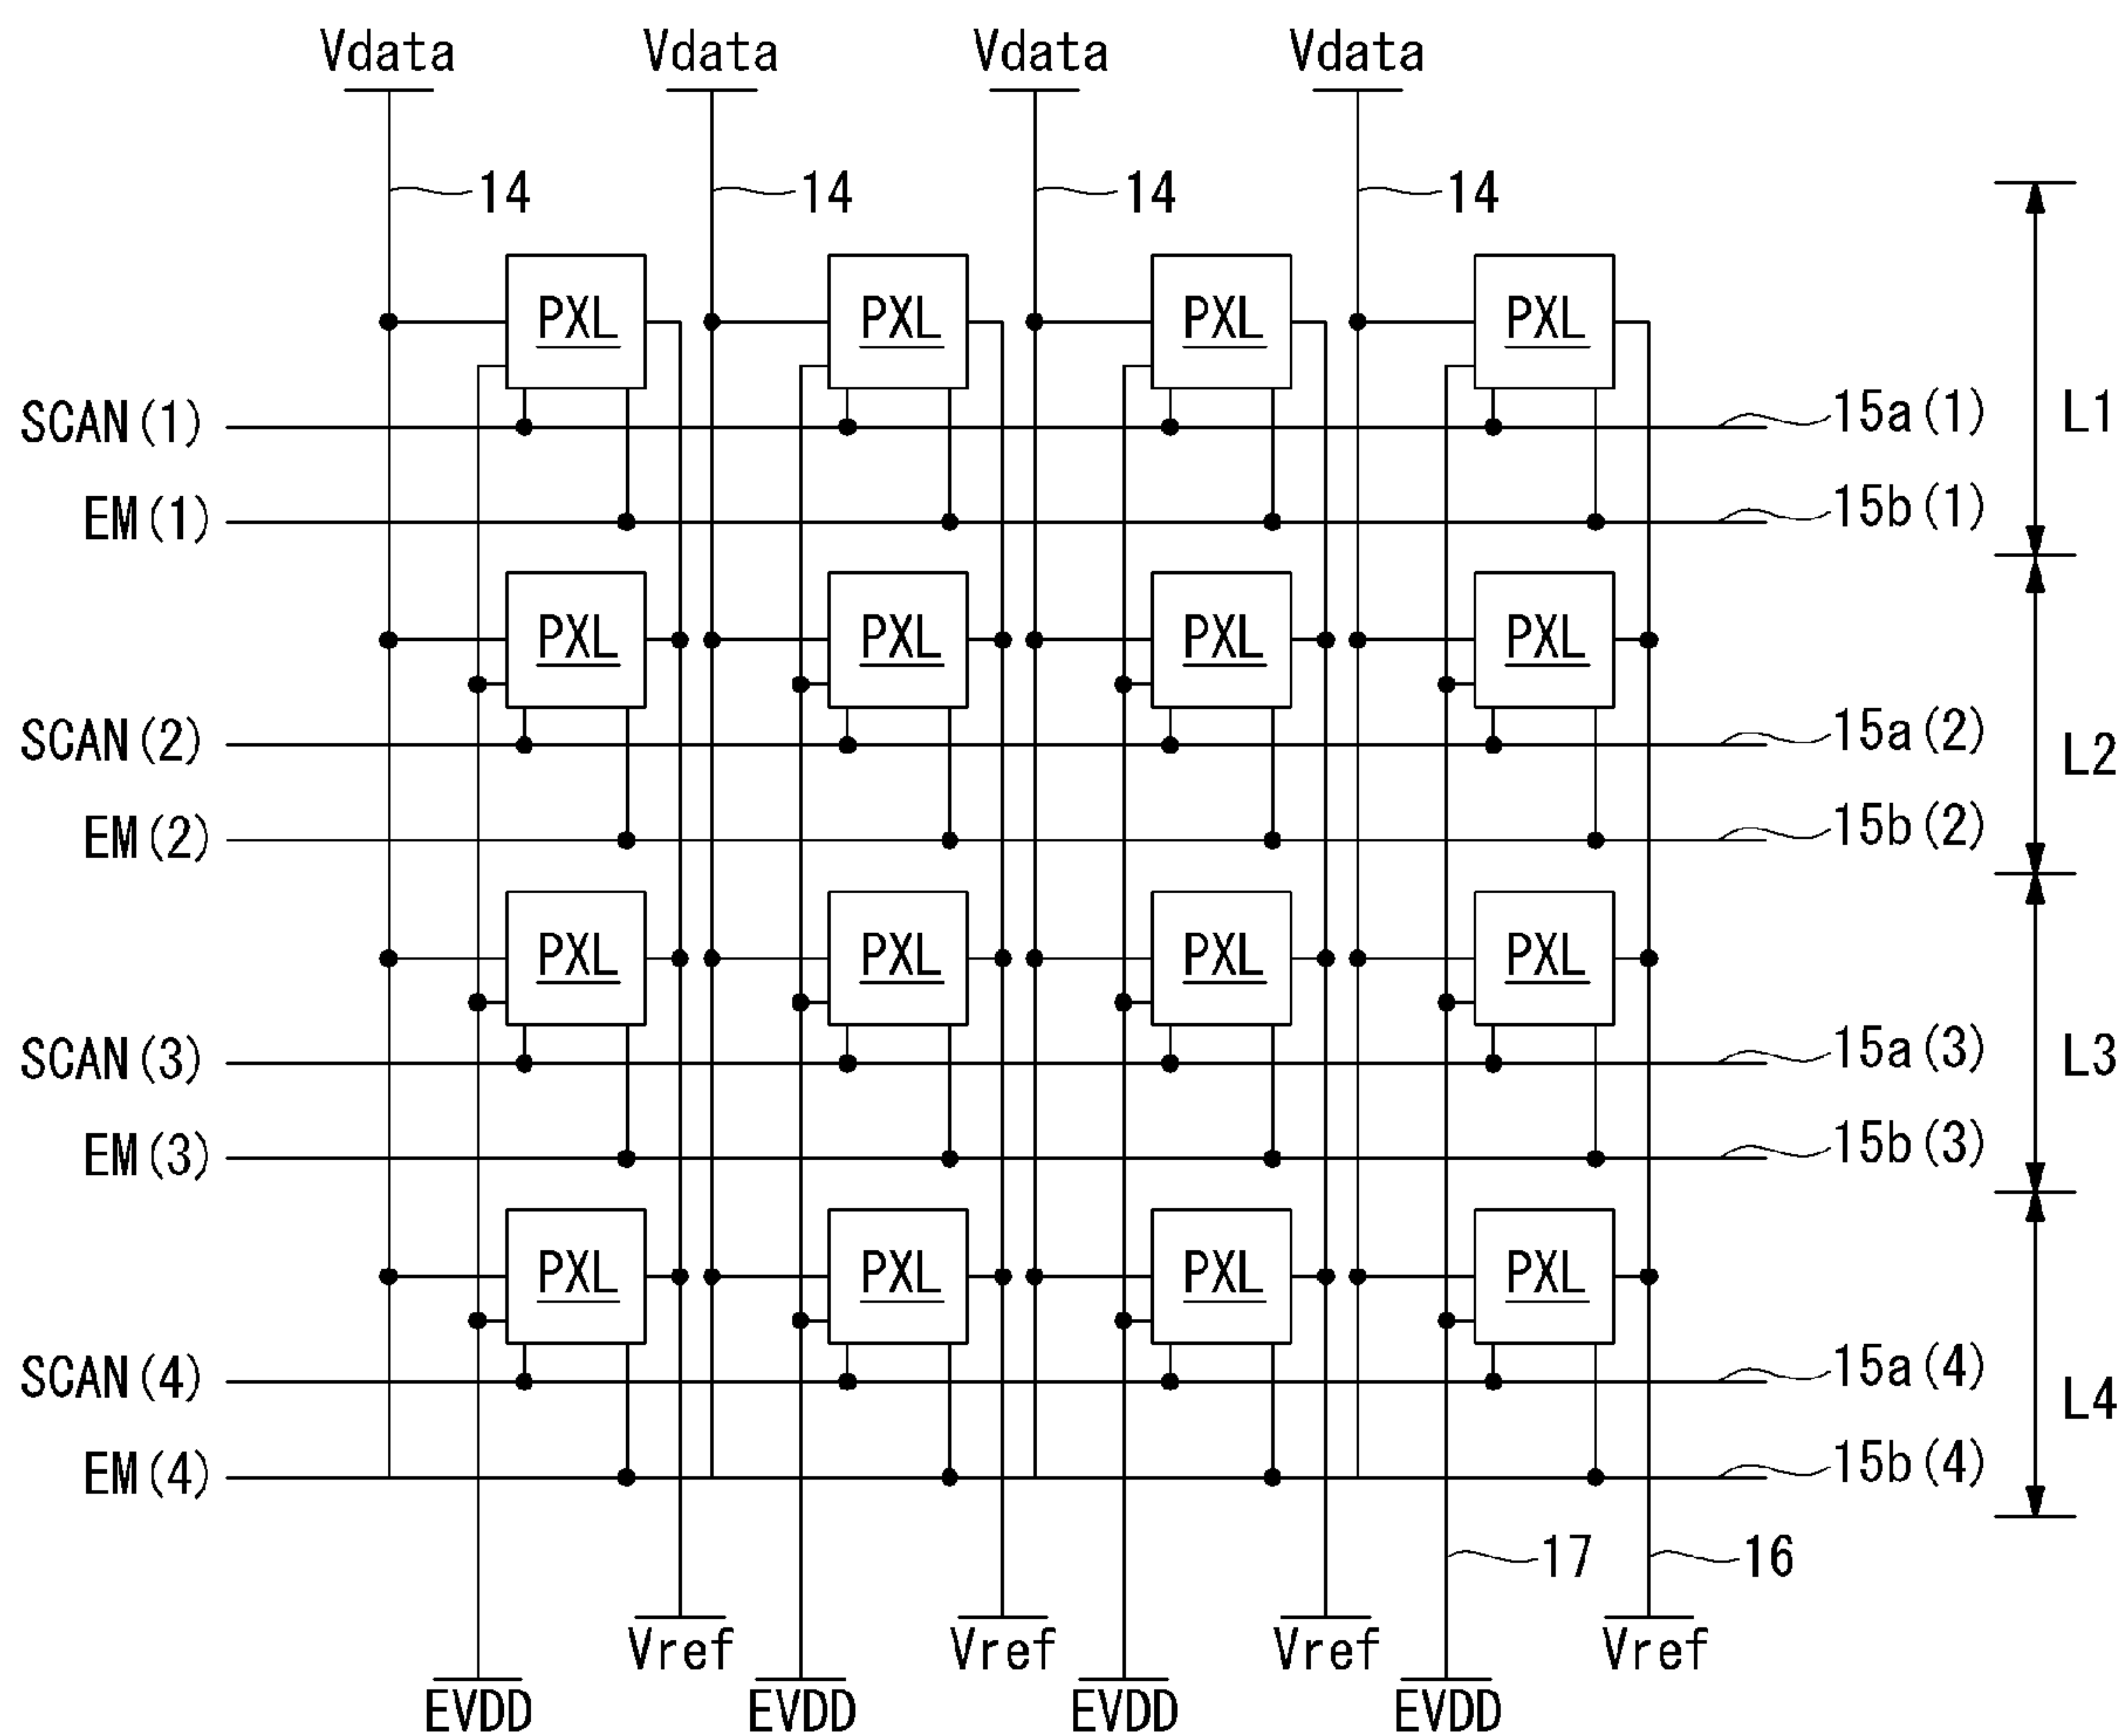 Vdata Vdata Vdata Vdata
14 14 14 14
PXL PXL PXL PXL
SCAN(1) 15a(1) L1
EM(1) 15b(1)
PXL PXL PXL PXL
SCAN(2) 15a(2) L2
EM(2) 15b(2)
PXL PXL PXL PXL
SCAN(3) 15a(3) L3
EM(3) 15b(3)
PXL PXL PXL PXL
SCAN(4) 15a(4) L4
EM(4) 15b(4)
17 16
Vref Vref Vref Vref
EVDD EVDD EVDD EVDD